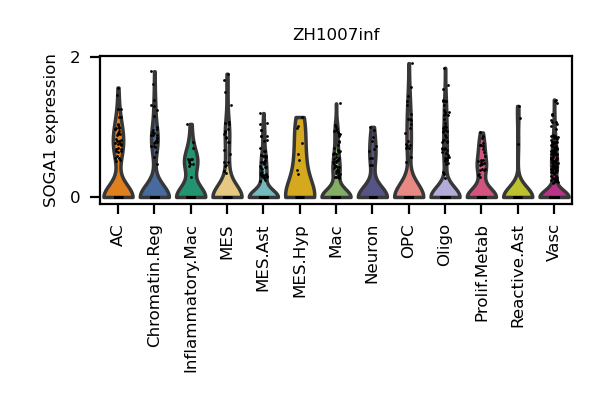 ZH1007inf
SOGA1 expression
2
0
AC
Chromatin.Reg
Inflammatory.Mac
MES
MES.Ast
MES.Hyp
Mac
Neuron
OPC
Oligo
Prolif.Metab
Reactive.Ast
Vasc